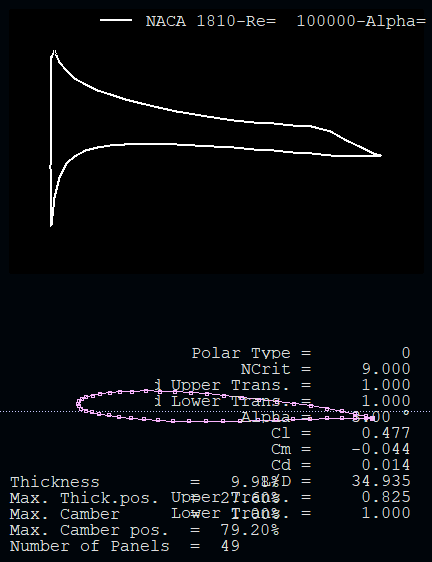 NACA 1810-Re=  100000-Alpha=
Polar Type = 0
NCrit = 9.000
Upper Trans. = 1.000
Lower Trans. = 1.000
Alpha = 00 °
Cl = 0.477
Cm = -0.044
Cd = 0.014
L/D = 34.935
Upper Trans. = 0.825
Lower Trans. = 1.000
Thickness = 9.98%
Max. Thick.pos. = 27.60%
Max. Camber = 1.00%
Max. Camber pos. = 79.20%
Number of Panels = 49